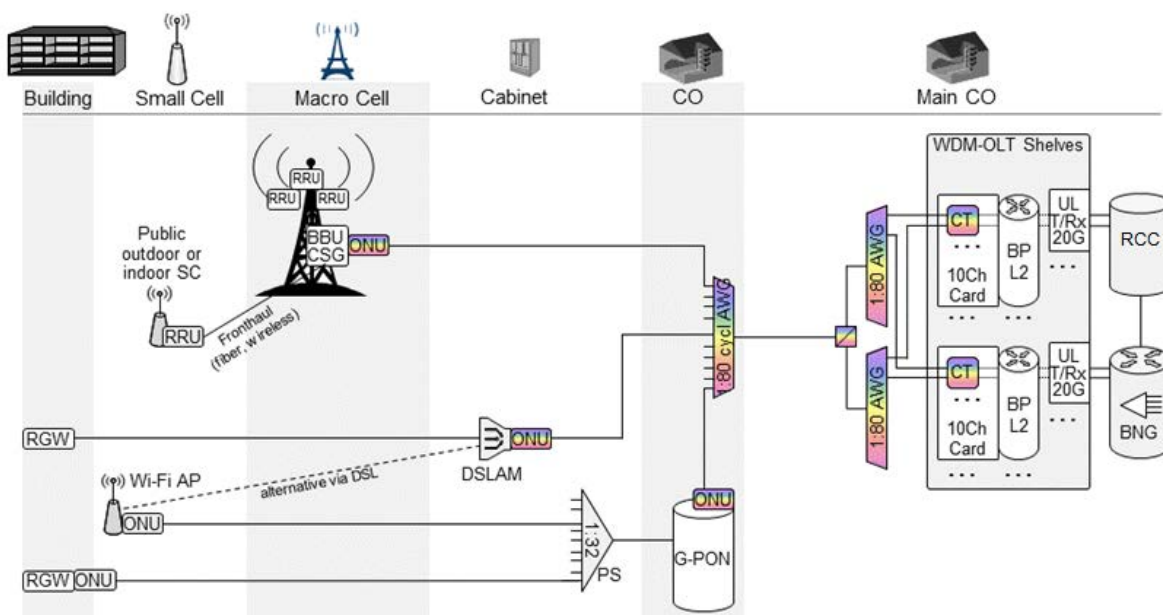 Building
Small Cell
Macro Cell
Cabinet
CO
Main CO
WDM-OLT Shelves
RRU
RRU
RRU
BBU
CSG
ONU
Public
outdoor or
indoor SC
RRU
Fronthaul
(fiber, wireless)
1:80 cycl AWG
1:80 AWG
1:80 AWG
CT
...
10Ch
Card
...
BP
L2
...
UL
T/Rx
20G
...
RCC
CT
...
10Ch
Card
...
BP
L2
...
UL
T/Rx
20G
...
BNG
RGW
ONU
DSLAM
Wi-Fi AP
alternative via DSL
ONU
1:32
PS
ONU
G-PON
RGW
ONU